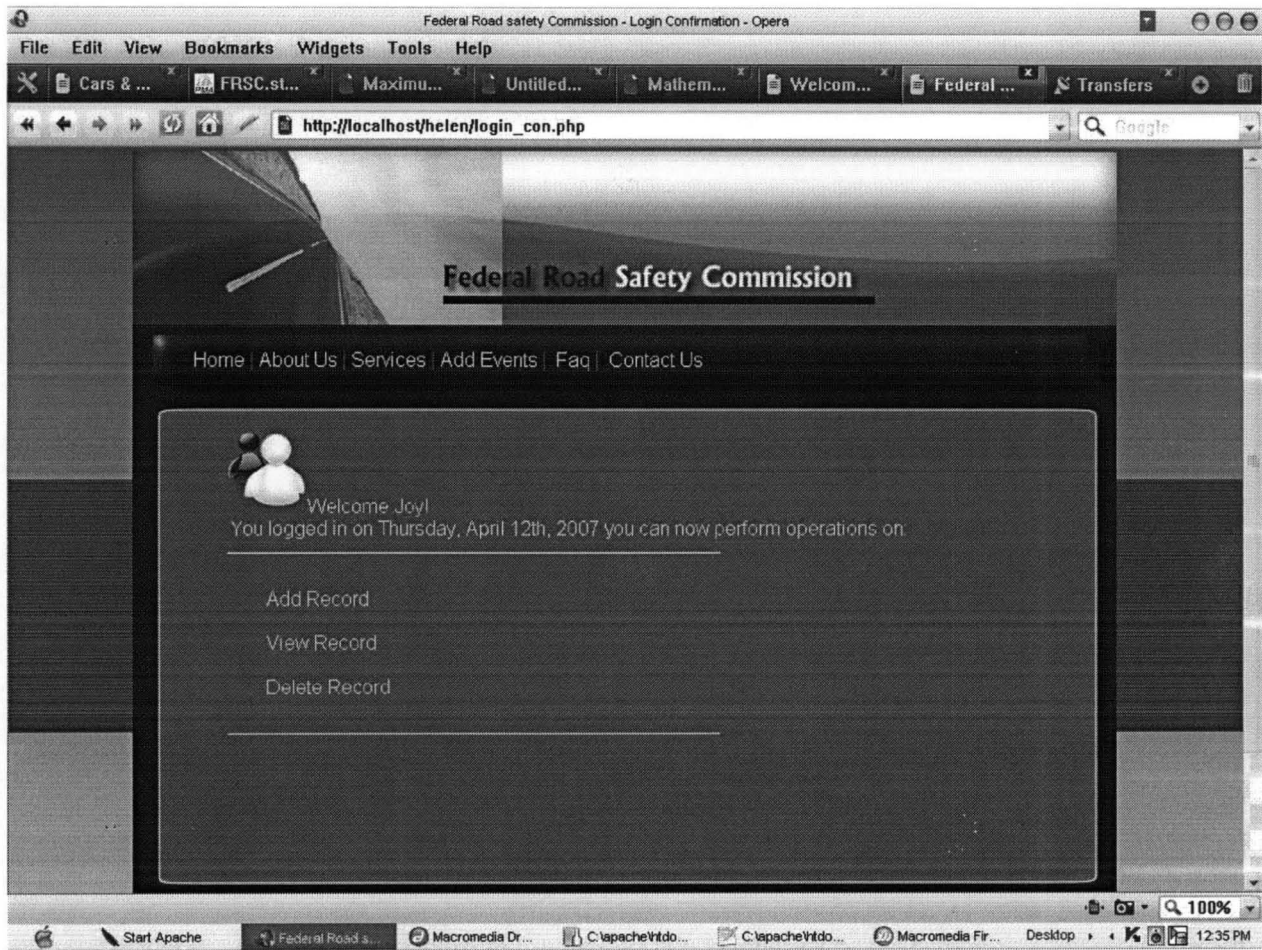 Federal Road safety Commission - Login Confirmation - Opera
File Edit View Bookmarks Widgets Tools Help
Cars & ... FRSC.st... Maximu... Untitled... Mathem... Welcom... Federal ... Transfers
http://localhost/helen/login_con.php Google
Federal Road Safety Commission
Home | About Us | Services | Add Events | Faq | Contact Us
Welcome Joy!
You logged in on Thursday, April 12th, 2007 you can now perform operations on:
Add Record
View Record
Delete Record
100%
Start Apache Federal Road s... Macromedia Dr... C:\apache\htdo... C:\apache\htdo... Macromedia Fir... Desktop 12:35 PM